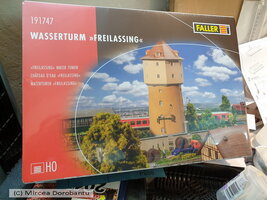 191747
WASSERTURM »FREILASSING«
FALLER
»FREILASSING« WATER TOWER
CHÂTEAU D'EAU »FREILASSING«
WATERTOREN »FREILASSING«
H0
(c) Mircea Dorobantu